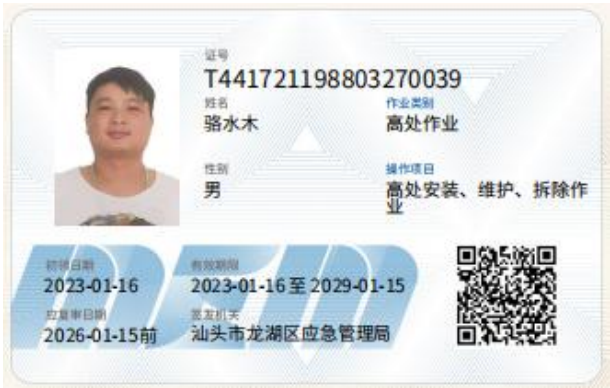 证号
T441721198803270039
姓名
作业类别
骆水木
高处作业
性别
操作项目
男
高处安装、维护、拆除作
业
初领日期
有效期限
2023-01-16
2023-01-16 至 2029-01-15
应复审日期
签发机关
2026-01-15前
汕头市龙湖区应急管理局